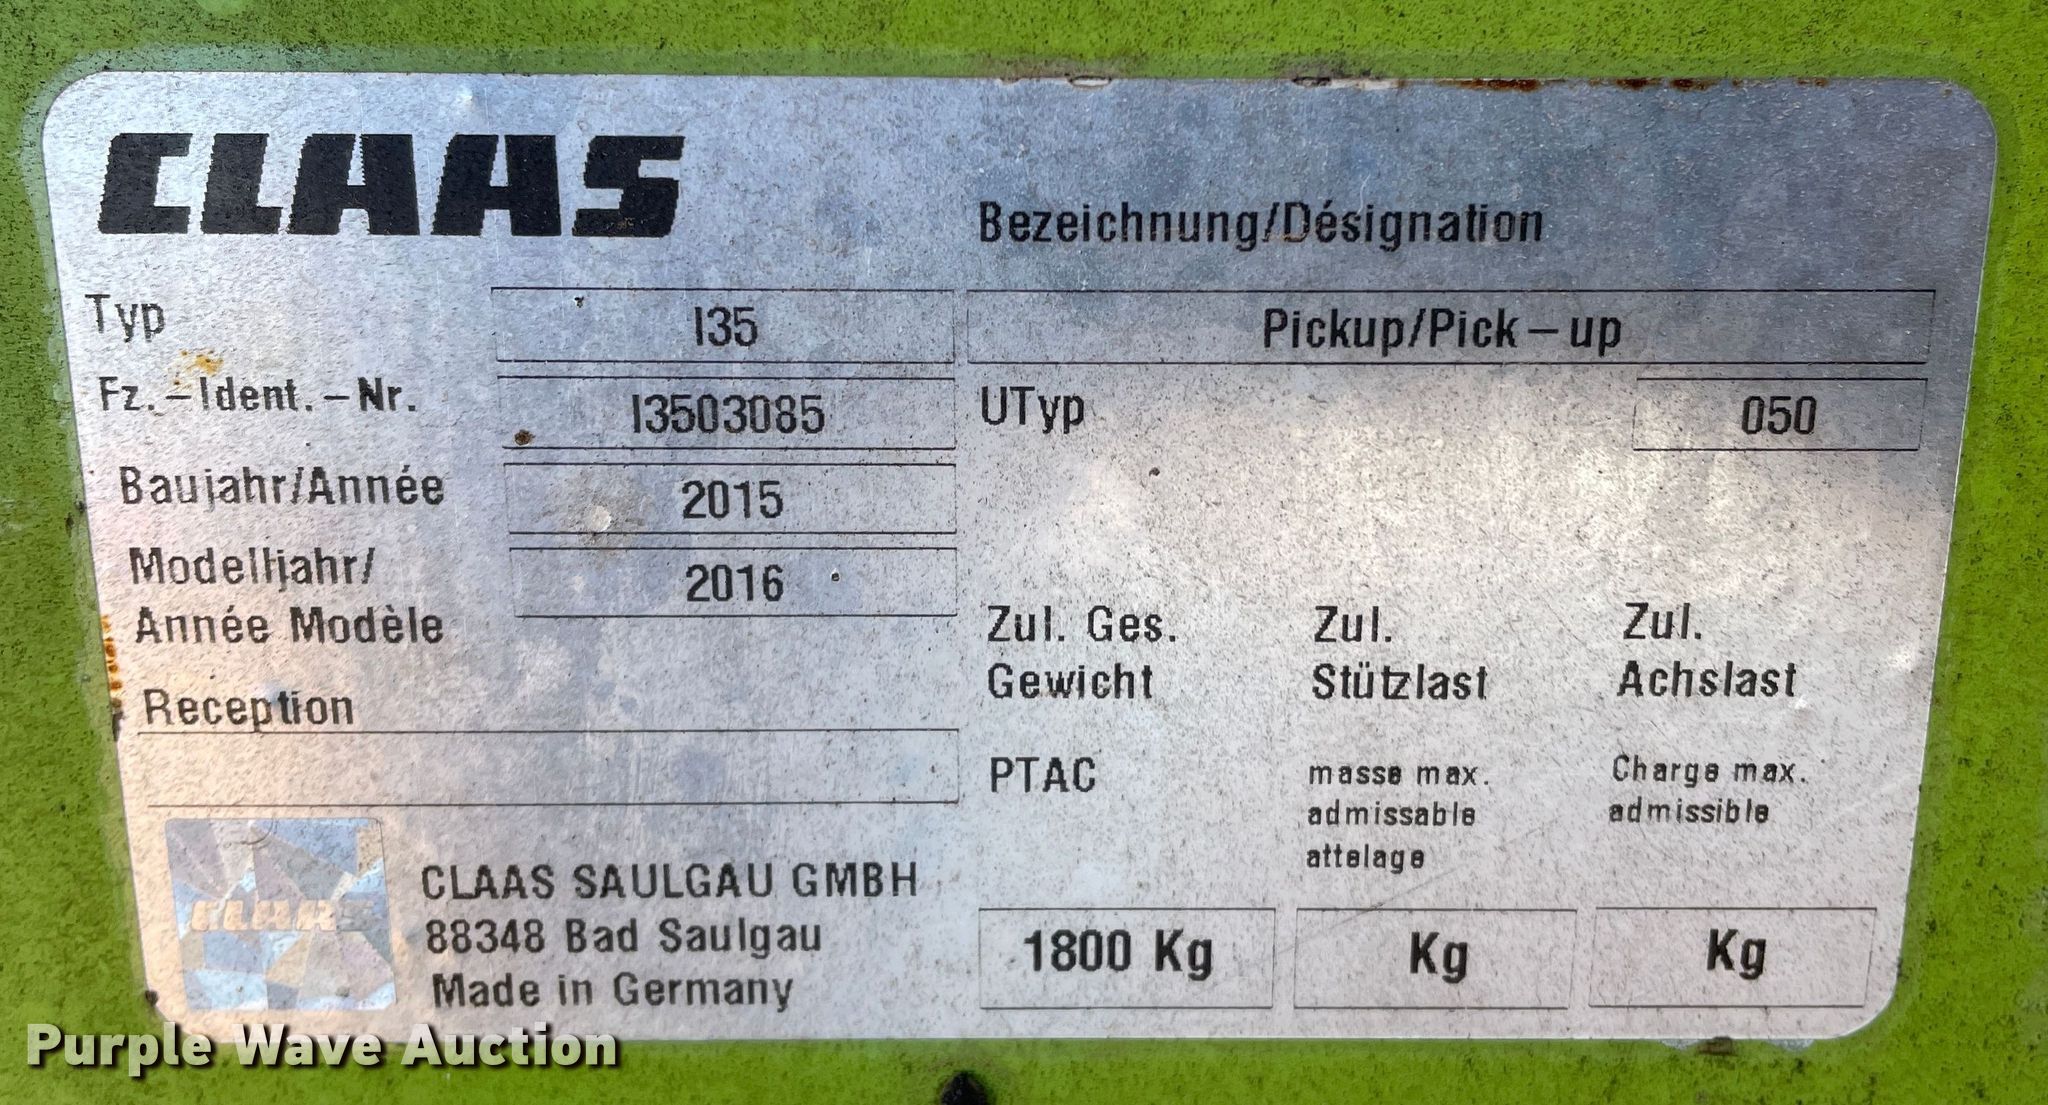 CLAAS
Bezeichnung/Désignation
Typ I35 Pickup/Pick-up
Fz.-Ident.-Nr. I3503085 UTyp 050
Baujahr/Année 2015
Modelljahr/ 2016
Année Modèle
Zul. Ges. Zul. Zul.
Gewicht Stützlast Achslast
Reception
PTAC masse max. Charge max.
admissable admissible
attelage
CLAAS
CLAAS SAULGAU GMBH
88348 Bad Saulgau
Made in Germany
1800 Kg Kg Kg
Purple Wave Auction